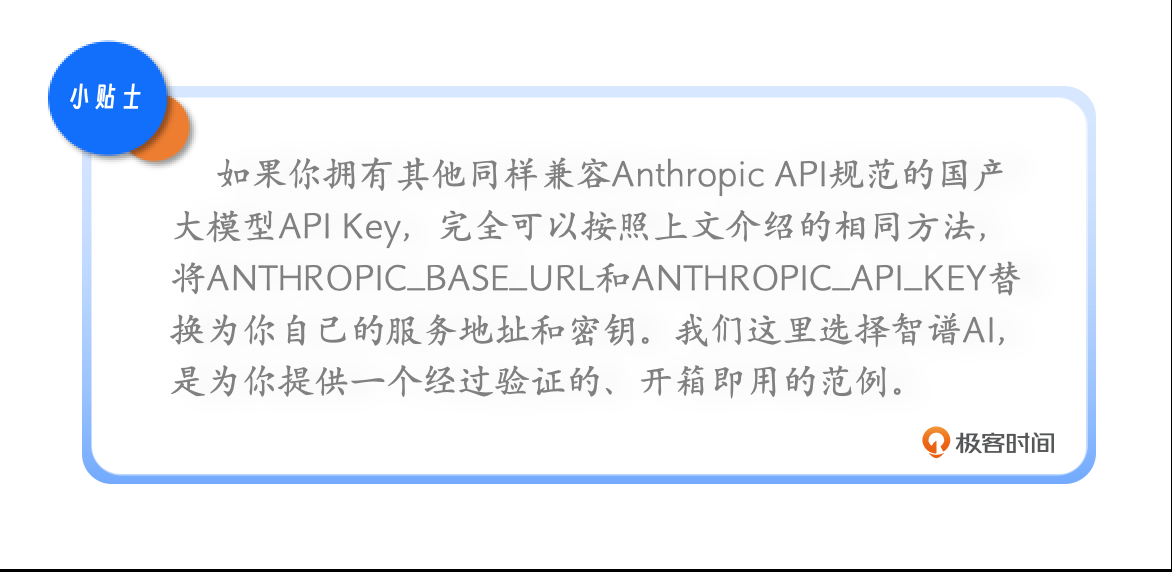 小贴士
如果你拥有其他同样兼容Anthropic API规范的国产
大模型API Key，完全可以按照上文介绍的相同方法，
将ANTHROPIC_BASE_URL和ANTHROPIC_API_KEY替
换为你自己的服务地址和密钥。我们这里选择智谱AI，
是为你提供一个经过验证的、开箱即用的范例。
极客时间